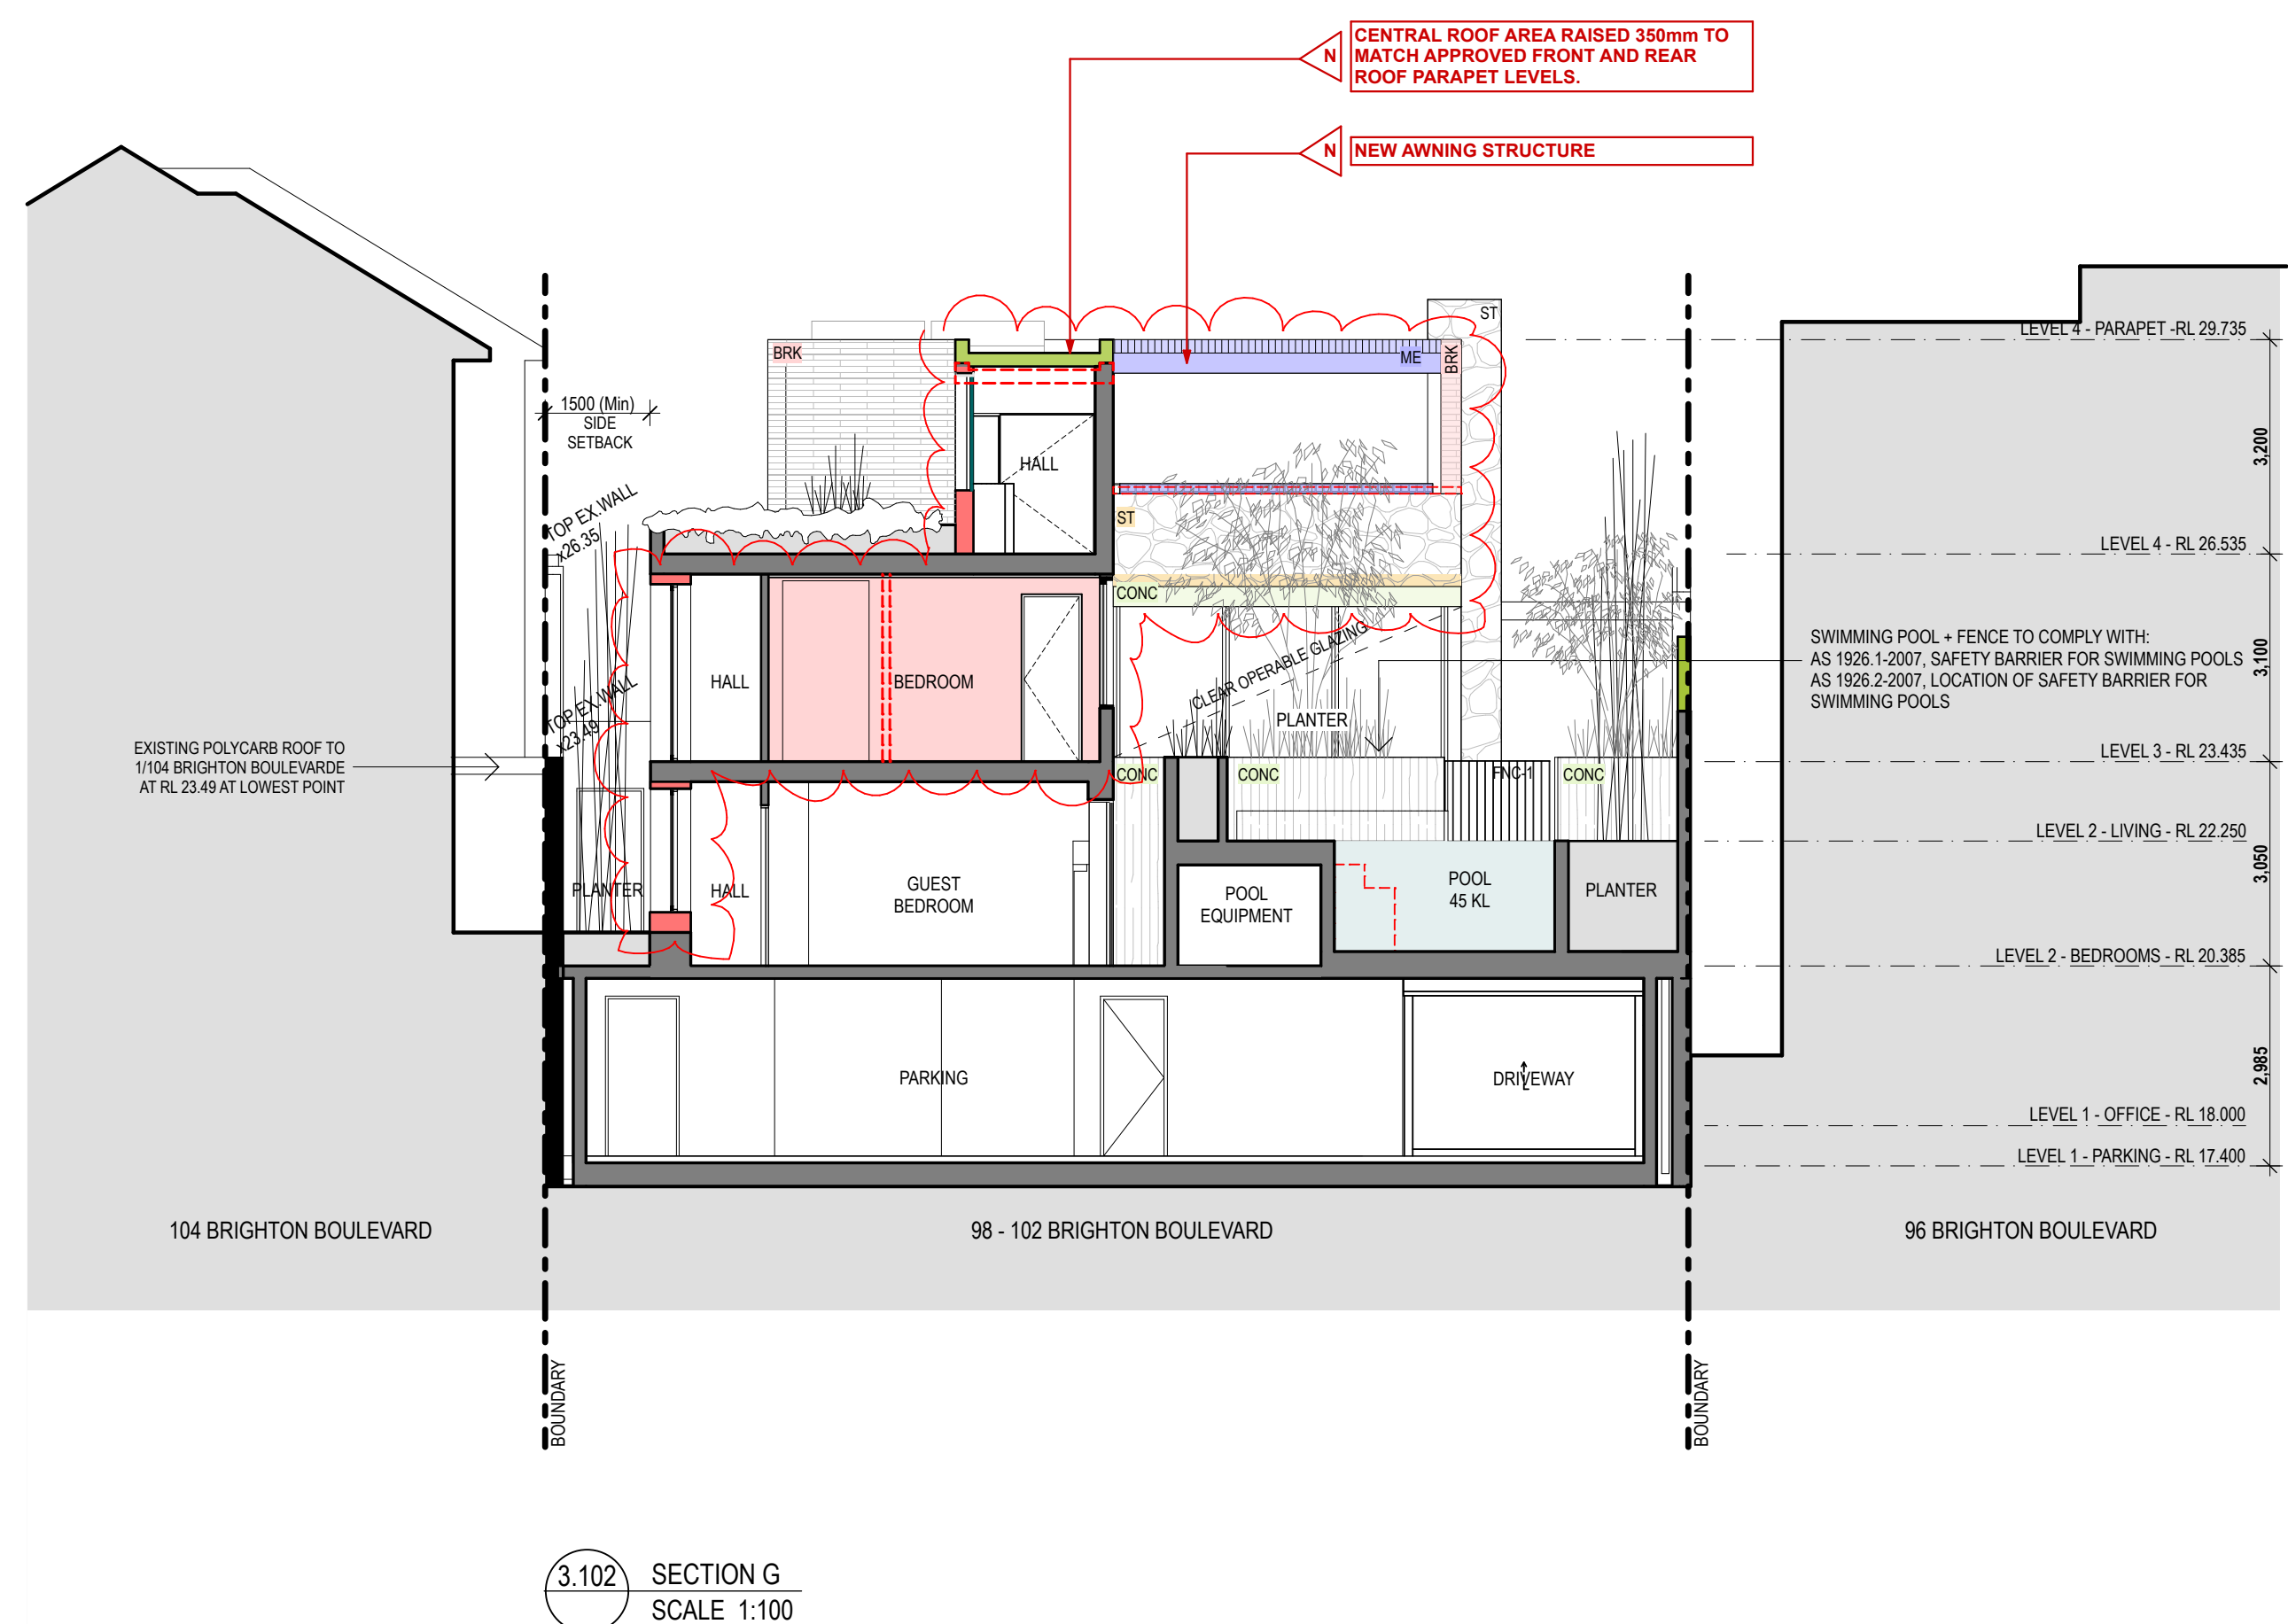 N
CENTRAL ROOF AREA RAISED 350mm TO
MATCH APPROVED FRONT AND REAR
ROOF PARAPET LEVELS.
N
NEW AWNING STRUCTURE
ST
LEVEL 4 - PARAPET -RL 29.735
BRK
ME
BRK
1500 (Min)
SIDE
SETBACK
3,200
HALL
TOP EX.WALL
x26.35
ST
LEVEL 4 - RL 26.535
CONC
CLEAR OPERABLE GLAZING
SWIMMING POOL + FENCE TO COMPLY WITH:
AS 1926.1-2007, SAFETY BARRIER FOR SWIMMING POOLS
AS 1926.2-2007, LOCATION OF SAFETY BARRIER FOR
SWIMMING POOLS
3,100
HALL
BEDROOM
TOP EX.WALL
x23.49
PLANTER
EXISTING POLYCARB ROOF TO
1/104 BRIGHTON BOULEVARDE
AT RL 23.49 AT LOWEST POINT
LEVEL 3 - RL 23.435
CONC
CONC
FNC-1
CONC
LEVEL 2 - LIVING - RL 22.250
3,050
PLANTER
HALL
GUEST
BEDROOM
POOL
EQUIPMENT
POOL
45 KL
PLANTER
LEVEL 2 - BEDROOMS - RL 20.385
2,985
PARKING
DRIVEWAY
LEVEL 1 - OFFICE - RL 18.000
LEVEL 1 - PARKING - RL 17.400
104 BRIGHTON BOULEVARD
98 - 102 BRIGHTON BOULEVARD
96 BRIGHTON BOULEVARD
BOUNDARY
BOUNDARY
3.102
SECTION G
SCALE 1:100